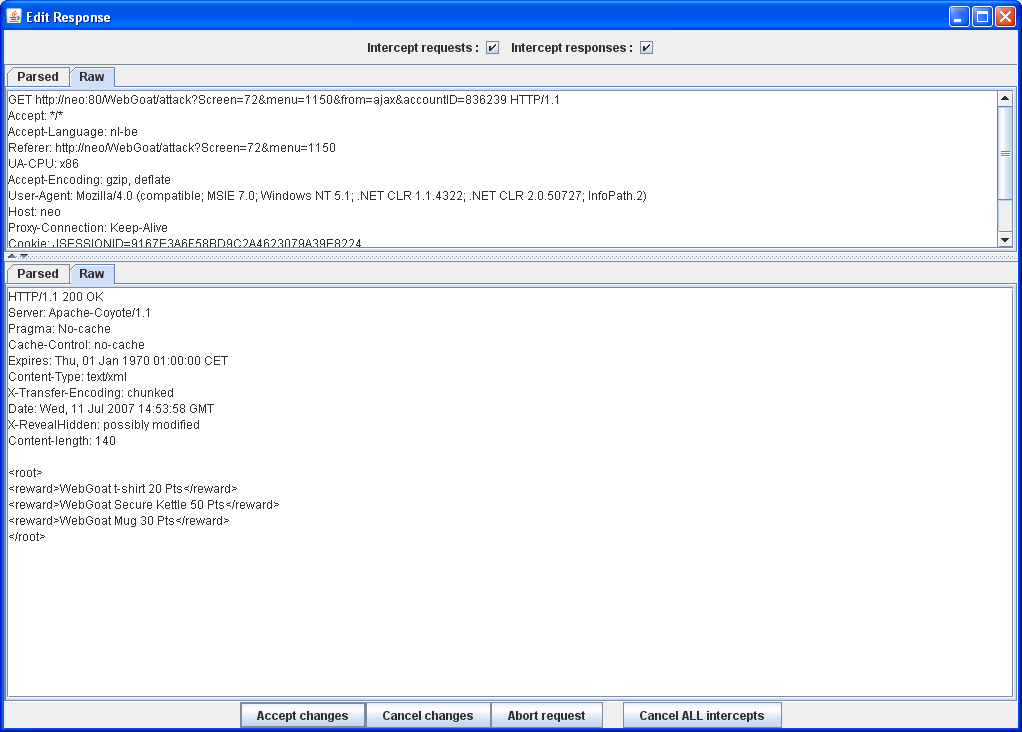 Edit Response
Intercept requests : Intercept responses :
Parsed Raw
GET http://neo:80/WebGoat/attack?Screen=72&menu=1150&from=ajax&accountID=836239 HTTP/1.1
Accept: */*
Accept-Language: nl-be
Referer: http://neo/WebGoat/attack?Screen=72&menu=1150
UA-CPU: x86
Accept-Encoding: gzip, deflate
User-Agent: Mozilla/4.0 (compatible; MSIE 7.0; Windows NT 5.1; .NET CLR 1.1.4322; .NET CLR 2.0.50727; InfoPath.2)
Host: neo
Proxy-Connection: Keep-Alive
Cookie:
Parsed Raw
HTTP/1.1 200 OK
Server: Apache-Coyote/1.1
Pragma: No-cache
Cache-Control: no-cache
Expires: Thu, 01 Jan 1970 01:00:00 CET
Content-Type: text/xml
X-Transfer-Encoding: chunked
Date: Wed, 11 Jul 2007 14:53:58 GMT
X-RevealHidden: possibly modified
Content-length: 140
<root>
<reward>WebGoat t-shirt 20 Pts</reward>
<reward>WebGoat Secure Kettle 50 Pts</reward>
<reward>WebGoat Mug 30 Pts</reward>
</root>
Accept changes Cancel changes Abort request Cancel ALL intercepts